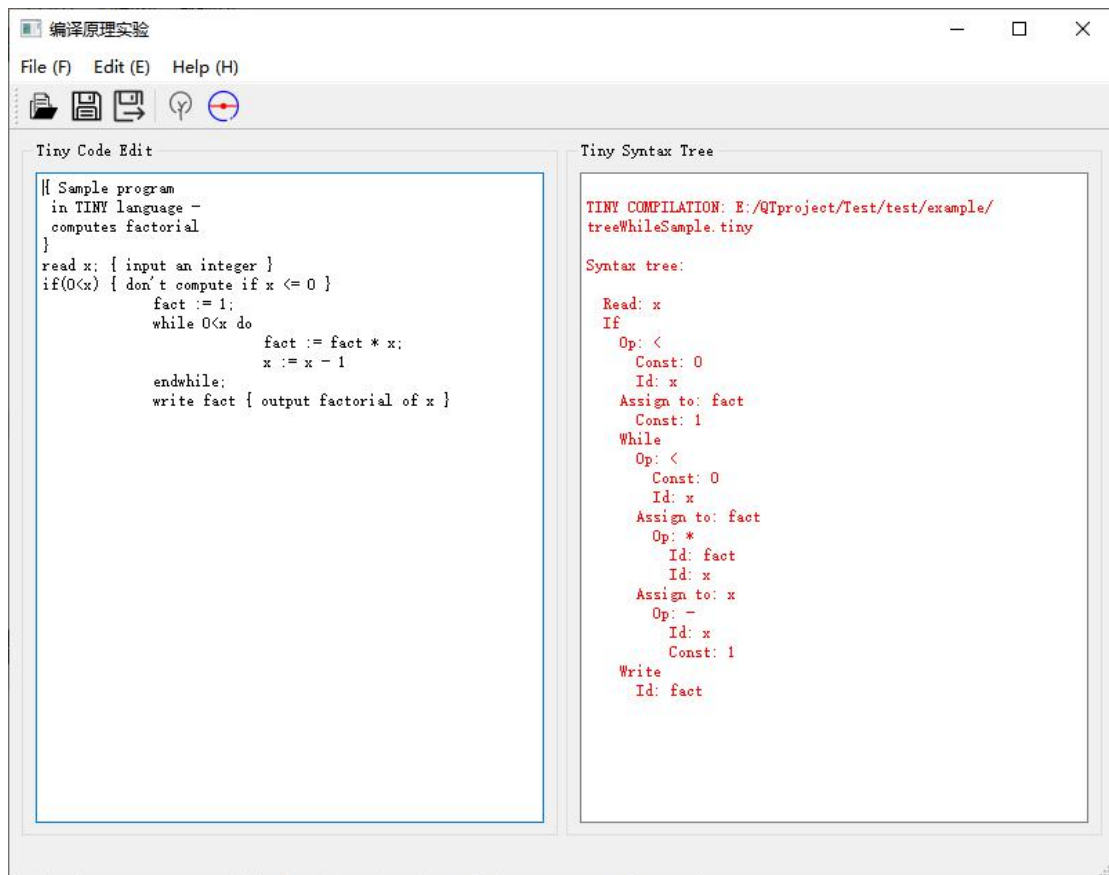 编译原理实验
File (F) Edit (E) Help (H)
Tiny Code Edit
{ Sample program
in TINY language -
computes factorial
}
read x; { input an integer }
if(0<x) { don't compute if x <= 0 }
fact := 1;
while 0<x do
fact := fact * x;
x := x - 1
endwhile;
write fact { output factorial of x }
Tiny Syntax Tree
TINY COMPILATION: E:/QTproject/Test/test/example/
treeWhileSample.tiny
Syntax tree:
Read: x
If
Op: <
Const: 0
Id: x
Assign to: fact
Const: 1
While
Op: <
Const: 0
Id: x
Assign to: fact
Op: *
Id: fact
Id: x
Assign to: x
Op: -
Id: x
Const: 1
Write
Id: fact